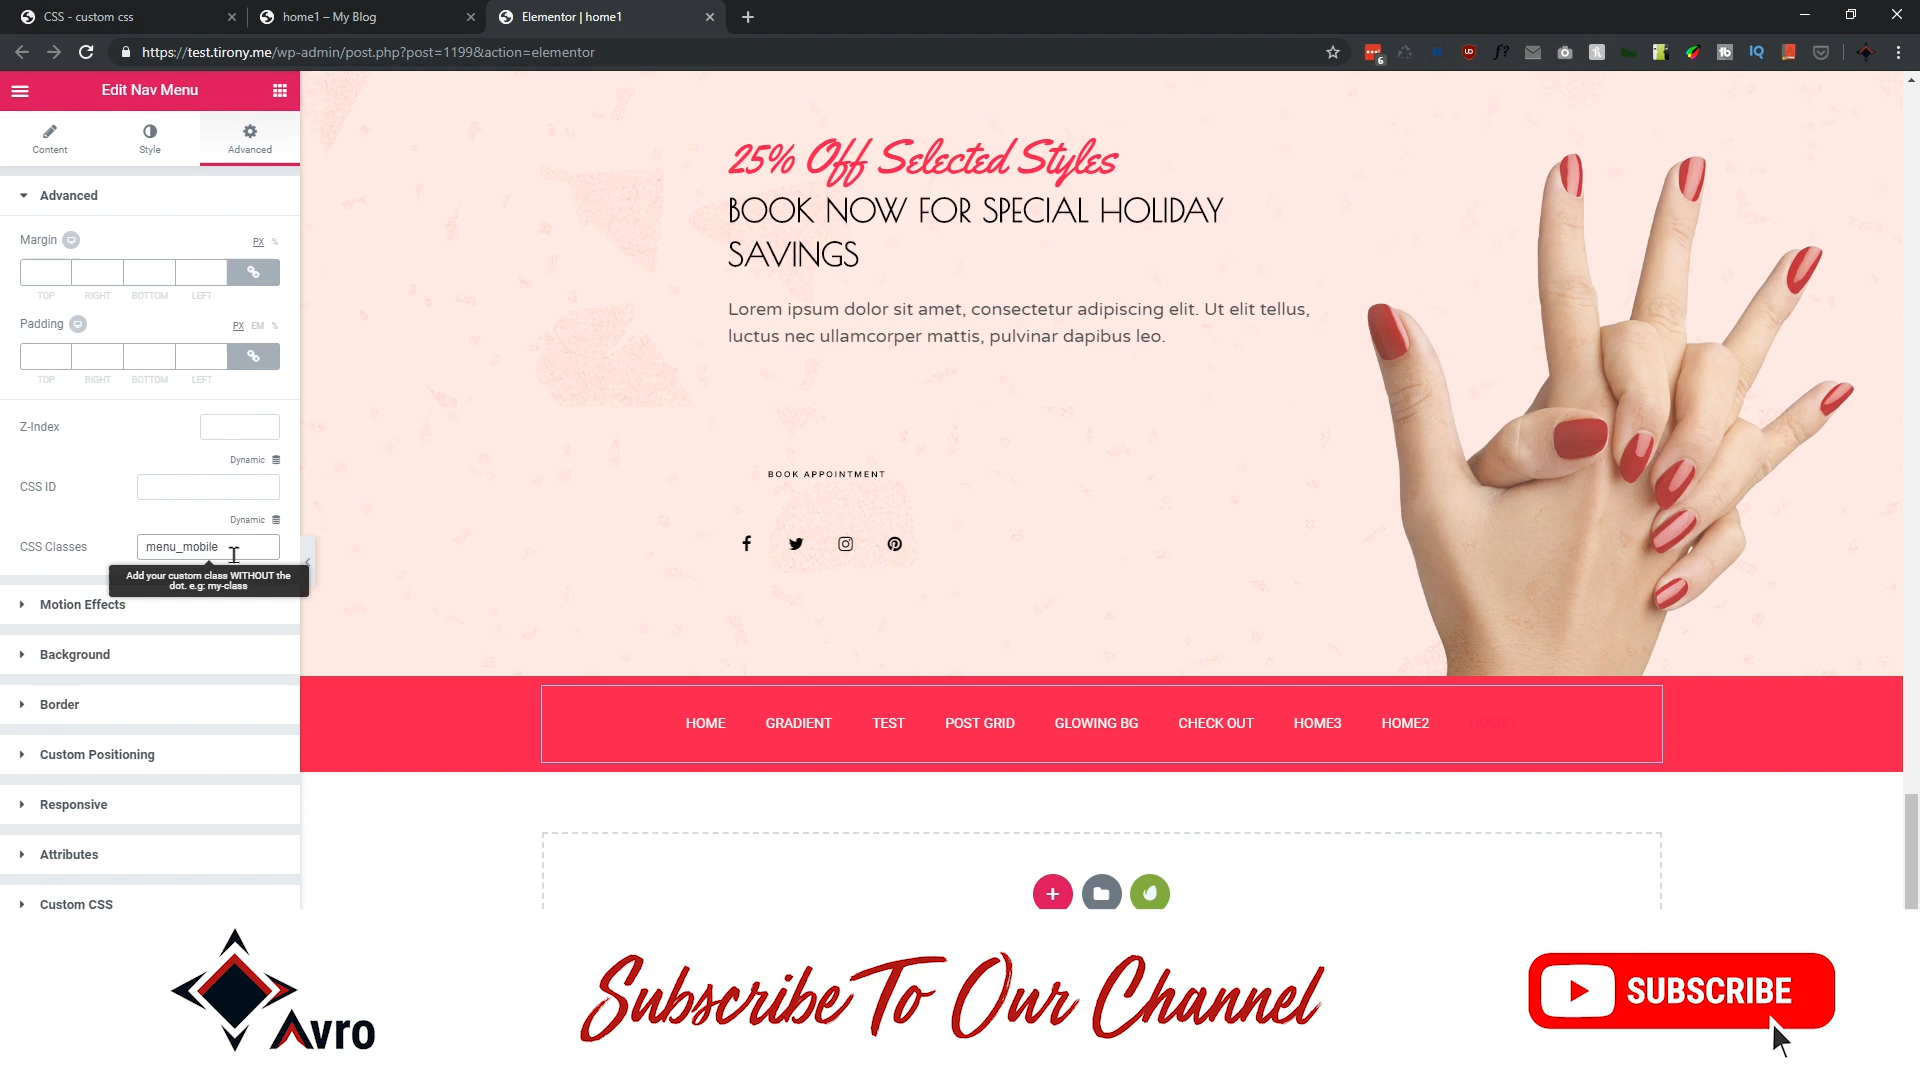 CSS - custom css
home1 – My Blog
Elementor | home1
https://test.tirony.me/wp-admin/post.php?post=1199&action=elementor
6
Edit Nav Menu
Content
Style
Advanced
Advanced
Margin
PX %
TOP RIGHT BOTTOM LEFT
Padding
PX EM %
TOP RIGHT BOTTOM LEFT
Z-Index
Dynamic
CSS ID
Dynamic
CSS Classes
menu_mobile
Add your custom class WITHOUT the
dot. e.g: my-class
Motion Effects
Background
Border
Custom Positioning
Responsive
Attributes
Custom CSS
25% Off Selected Styles
BOOK NOW FOR SPECIAL HOLIDAY
SAVINGS
Lorem ipsum dolor sit amet, consectetur adipiscing elit. Ut elit tellus,
luctus nec ullamcorper mattis, pulvinar dapibus leo.
BOOK APPOINTMENT
HOME GRADIENT TEST POST GRID GLOWING BG CHECK OUT HOME3 HOME2
Avro
Subscribe To Our Channel
SUBSCRIBE